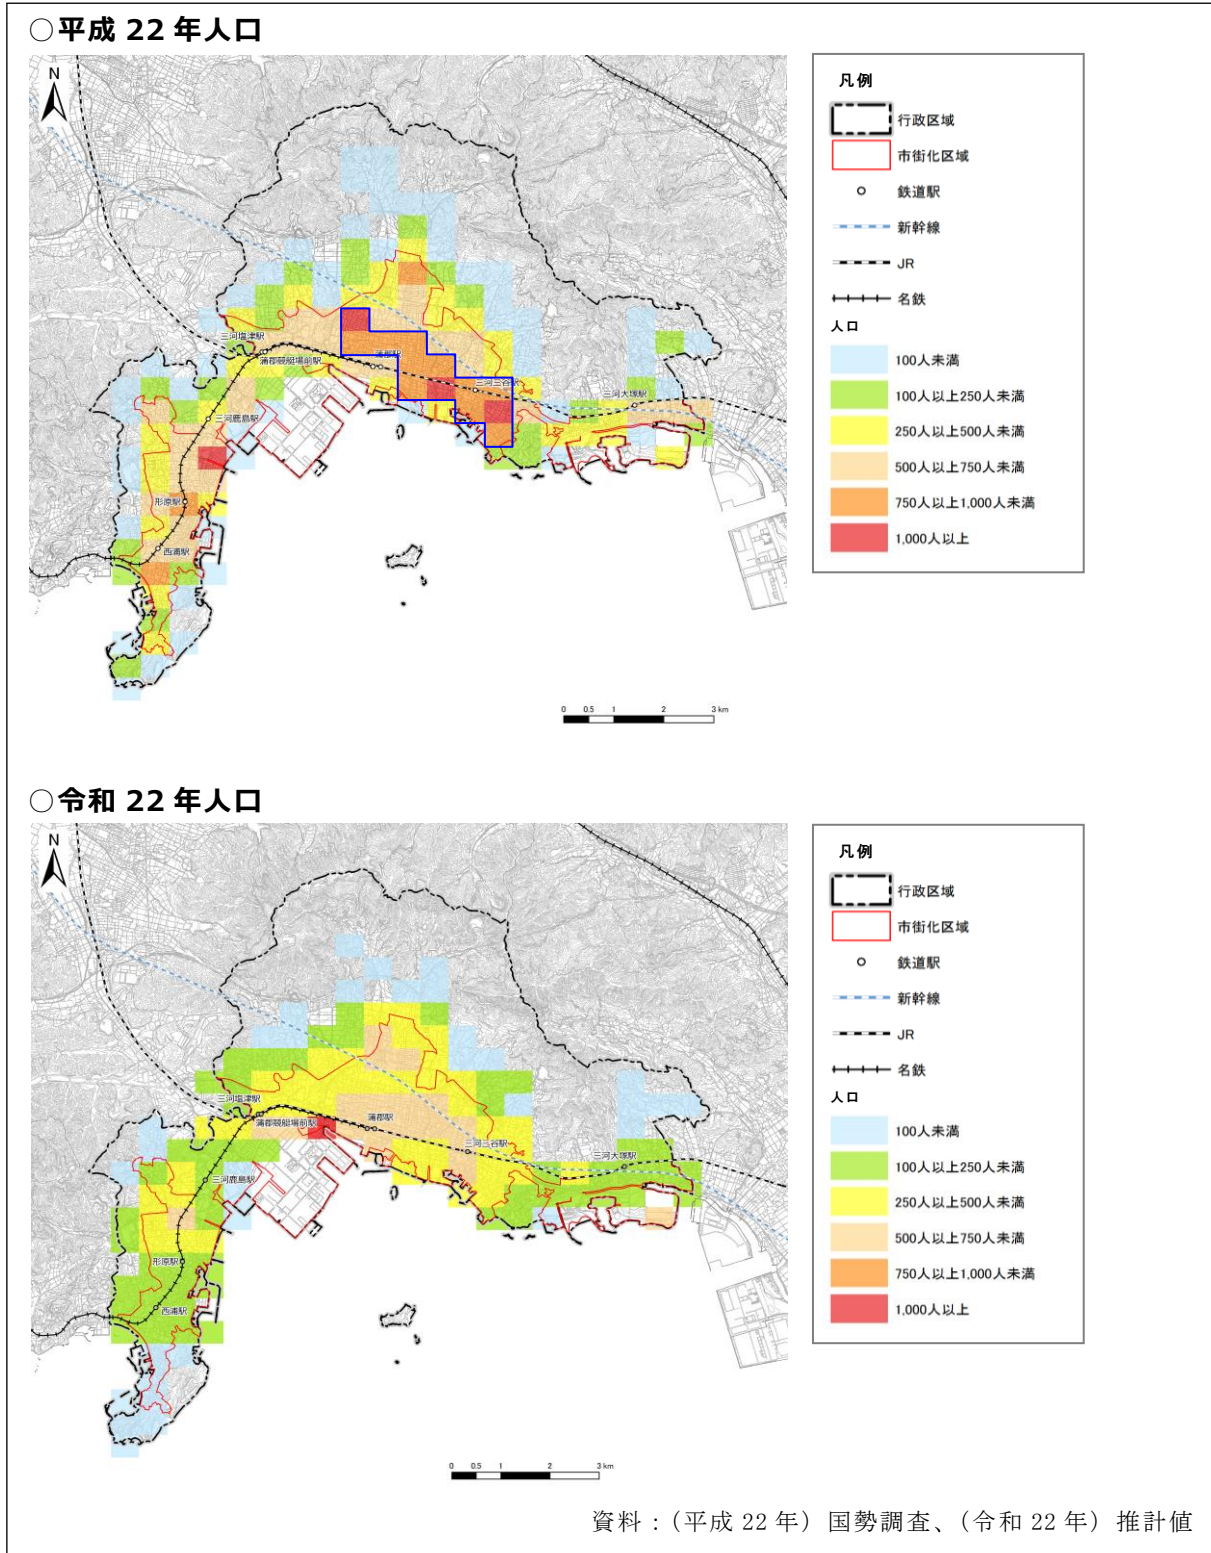 ○平成 22 年人口
N
三河塩津駅
蒲郡競艇場前駅
蒲郡駅
三河三谷駅
三河大塚駅
三河鹿島駅
形原駅
西浦駅
0 0.5 1 2 3 km
凡例
行政区域
市街化区域
鉄道駅
新幹線
JR
名鉄
人口
100人未満
100人以上250人未満
250人以上500人未満
500人以上750人未満
750人以上1,000人未満
1,000人以上
○令和 22 年人口
N
三河塩津駅
蒲郡競艇場前駅
蒲郡駅
三河三谷駅
三河大塚駅
三河鹿島駅
形原駅
西浦駅
0 0.5 1 2 3 km
凡例
行政区域
市街化区域
鉄道駅
新幹線
JR
名鉄
人口
100人未満
100人以上250人未満
250人以上500人未満
500人以上750人未満
750人以上1,000人未満
1,000人以上
資料：（平成 22 年）国勢調査、（令和 22 年）推計値